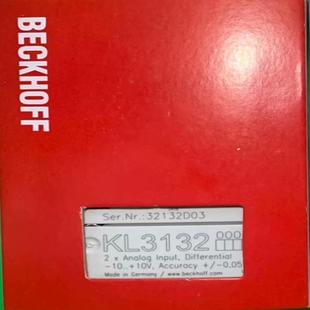 BECKHOFF
Ser.Nr.:32132D03
KL3132 000
2 x Analog Input, Differential
-10..+10V, Accuracy +/-0.05
Made in Germany / www.beckhoff.com